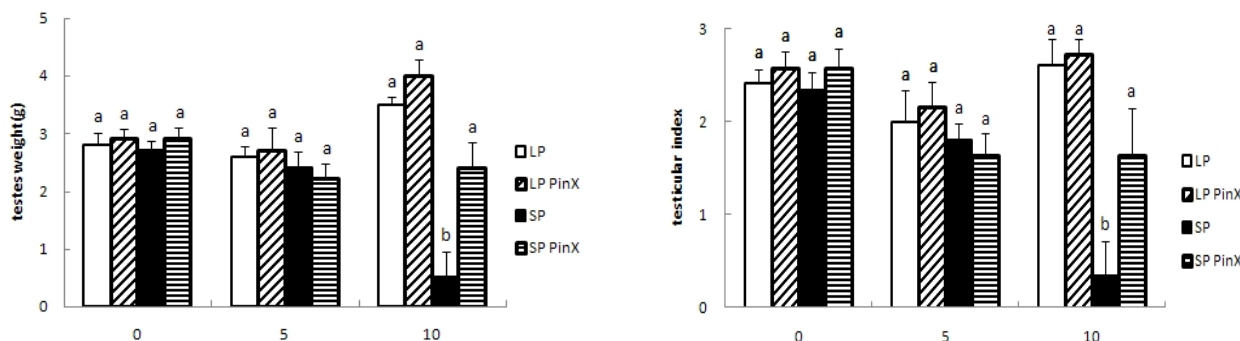 testes weight(g)
5
4
3
2
1
0
a a a a
a a a a
a a b a
0 5 10
LP
LP PinX
SP
SP PinX
testicular index
3
2
1
0
a a a a
a a a a
a a b a
0 5 10
LP
LP PinX
SP
SP PinX